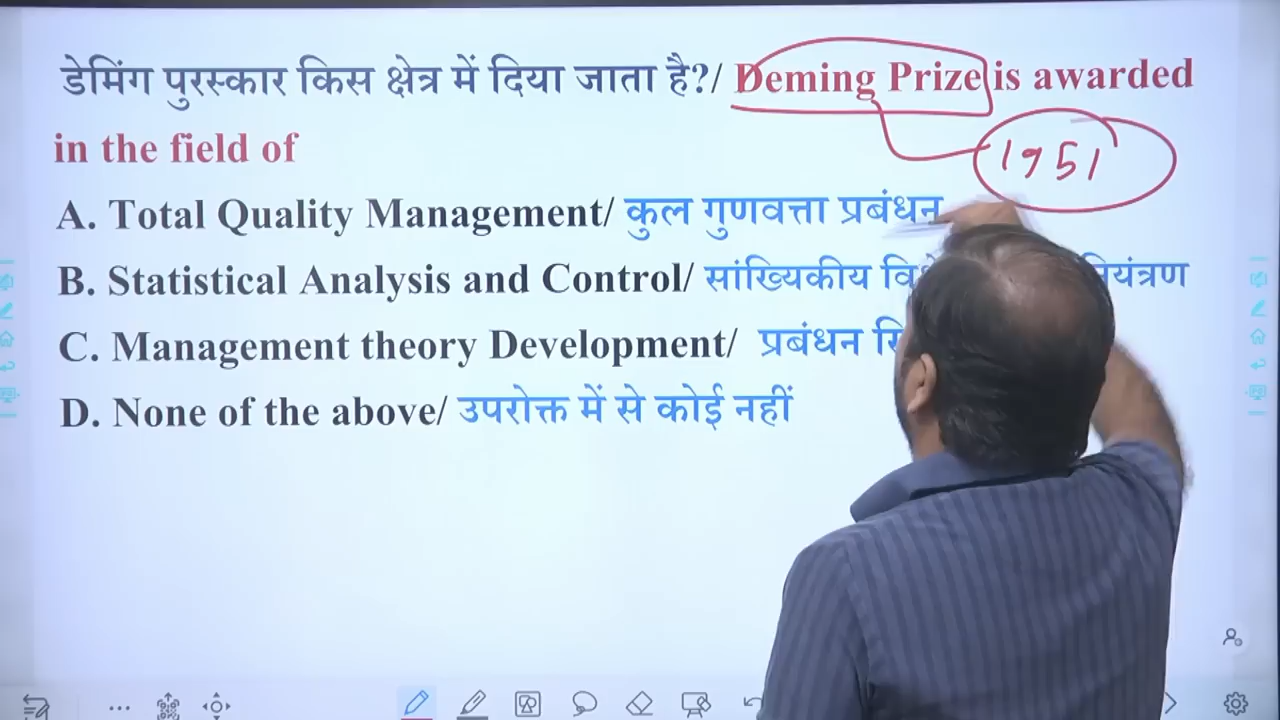 डेमिंग पुरस्कार किस क्षेत्र में दिया जाता है?/ Deming Prize is awarded
in the field of
1951
A. Total Quality Management/ कुल गुणवत्ता प्रबंधन
B. Statistical Analysis and Control/ सांख्यिकीय
C. Management theory Development/ प्रबंधन
D. None of the above/ उपरोक्त में से कोई नहीं